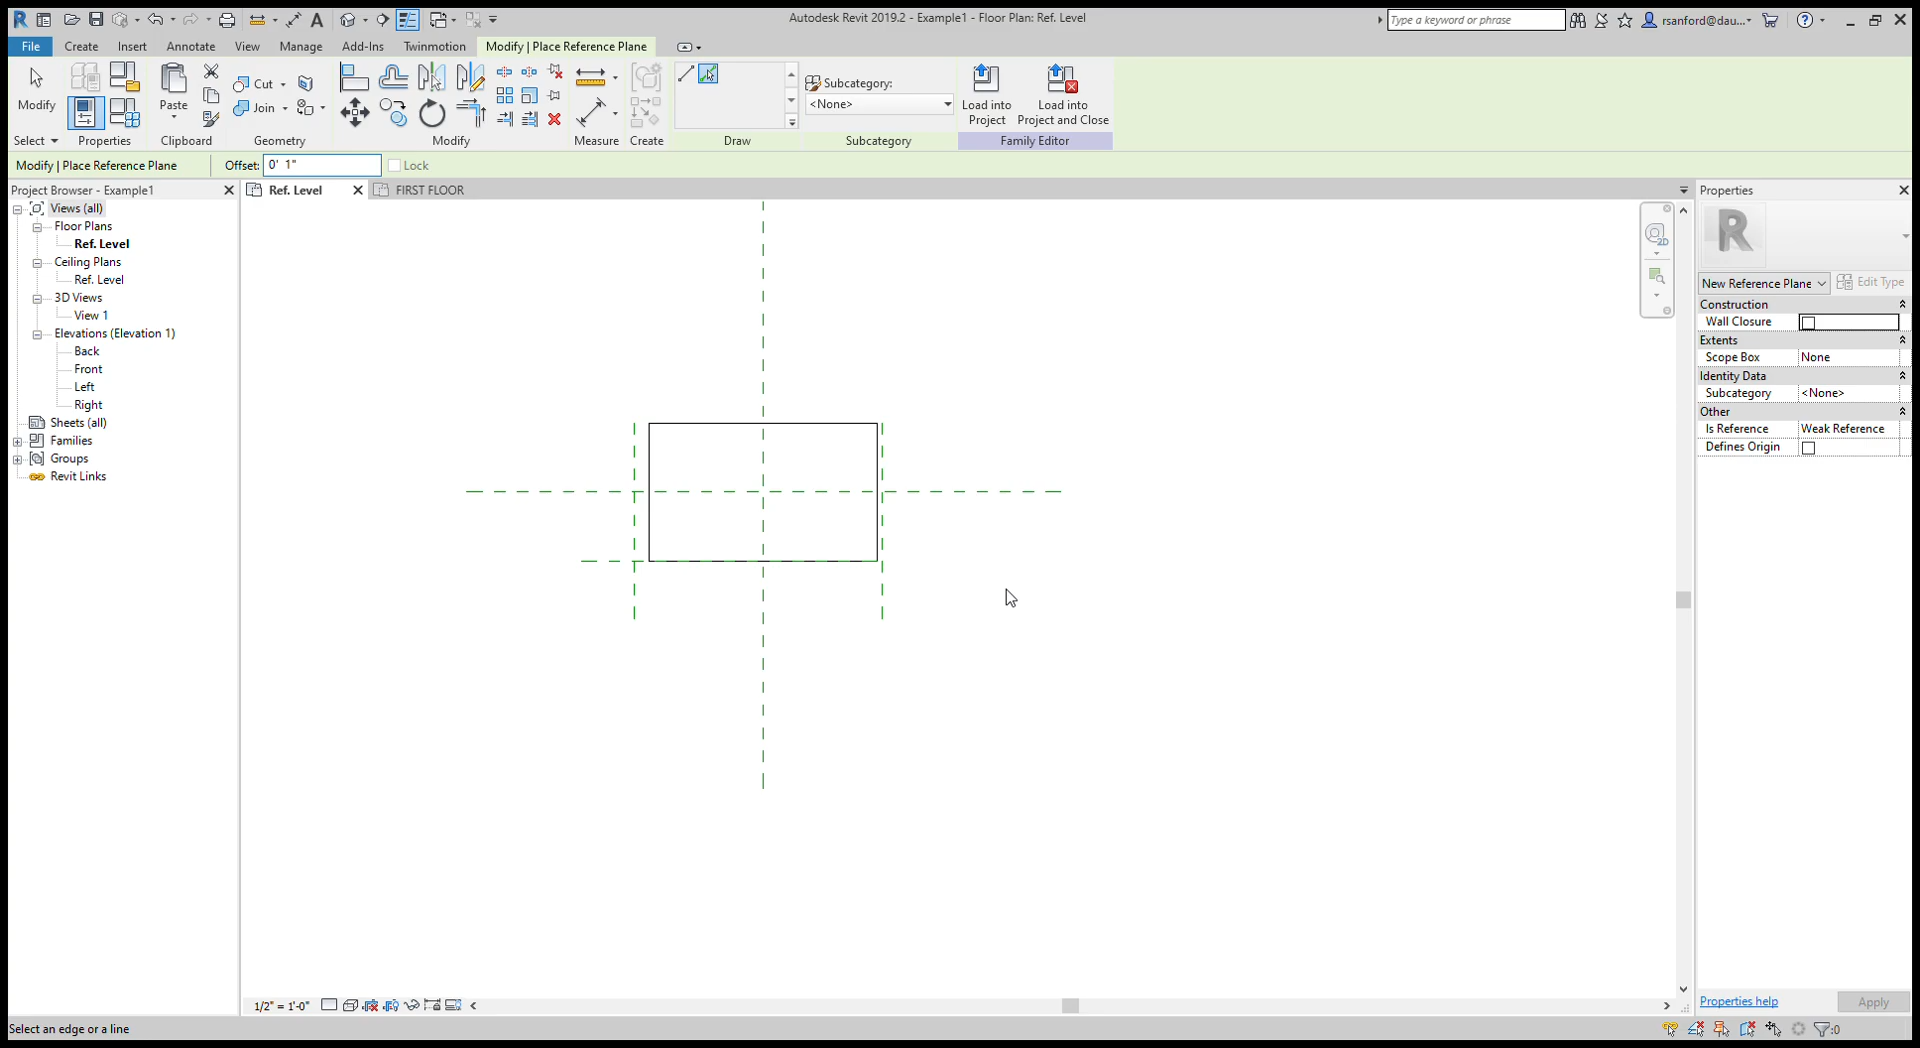 Autodesk Revit 2019.2 - Example1 - Floor Plan: Ref. Level
Type a keyword or phrase
rsanford@dau...
File Create Insert Annotate View Manage Add-Ins Twinmotion Modify | Place Reference Plane
Modify
Paste
Cut
Join
Subcategory:
<None>
Load into
Project
Load into
Project and Close
Select Properties Clipboard Geometry Modify Measure Create Draw Subcategory Family Editor
Modify | Place Reference Plane Offset: 0' 1" Lock
Project Browser - Example1
Ref. Level
FIRST FLOOR
Properties
Views (all)
Floor Plans
Ref. Level
Ceiling Plans
Ref. Level
3D Views
View 1
Elevations (Elevation 1)
Back
Front
Left
Right
Sheets (all)
Families
Groups
Revit Links
2D
R
New Reference Plane Edit Type
Construction
Wall Closure
Extents
Scope Box None
Identity Data
Subcategory <None>
Other
Is Reference Weak Reference
Defines Origin
Properties help Apply
1/2" = 1'-0"
Select an edge or a line
:0